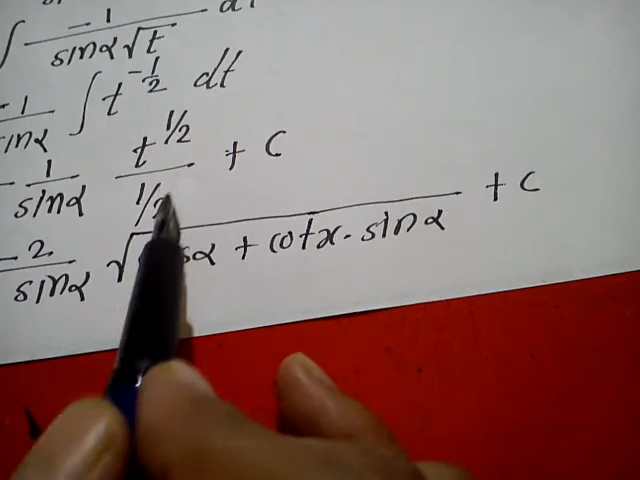 ∫ -1 / sinα√t dt
-1 / sinα ∫ t^-1/2 dt
- 1 / sinα t^1/2 / 1/2 + C
-2 / sinα √ α + cotx · sinα + C